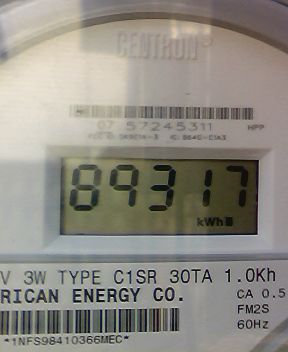 CENTRON®
07 57245311 HPP
89317
kWh
V 3W TYPE C1SR 30TA 1.0Kh
RICAN ENERGY CO. CA 0.5
FM2S
60Hz
*1NFS98410366MEC*